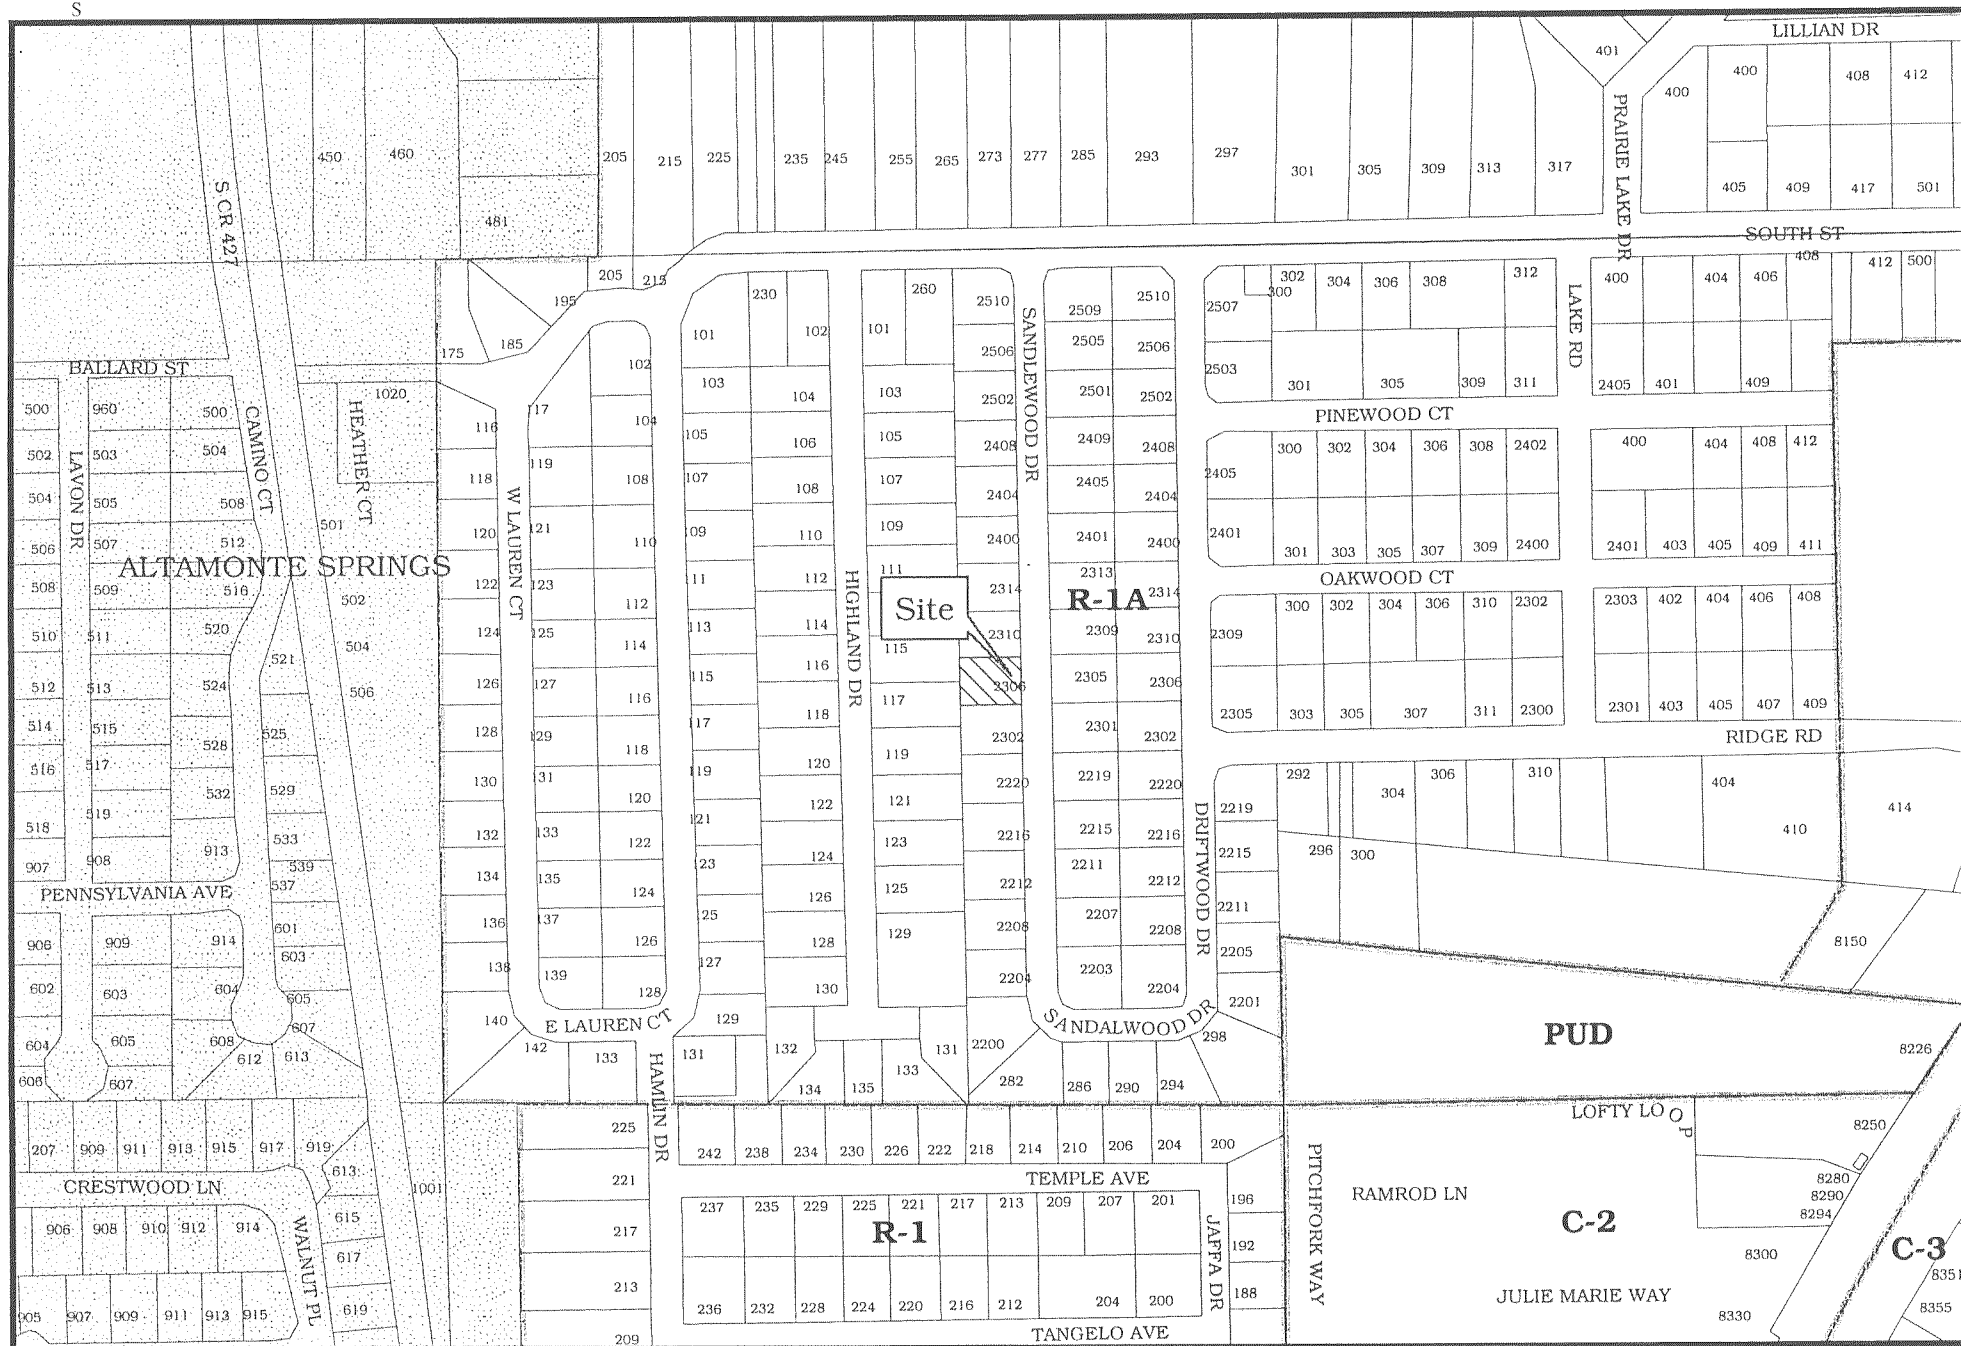 S
LILLIAN DR
401
400 400 408 412
PRAIRIE LAKE DR
450 460 205 215 225 235 245 255 265 273 277 285 293 297 301 305 309 313 317
405 409 417 501
481
S CR 427
SOUTH ST
205 215
195
185
175
230 260
101 102 101
2510 2509 2510
2507 302 300 304 306 308 312
400 404 406 408 412 500
SANDLEWOOD DR
LAKE RD
BALLARD ST
102
2506 2505 2506
2503 301 305 309 311
2405 401 409
500 960 500
1020
CAMINO CT
HEATHER CT
LAVON DR
116 117 104 103 104 103 2502 2501 2502
PINEWOOD CT
502 503 504
118 119 105 106 105 2408 2409 2408
300 302 304 306 308 2402
400 404 408 412
2405
504 505 508
108 107 108 107 2404 2405 2404
W LAUREN CT
501
506 507 512
120 121 110 109 110 109 2400 2401 2400
2401 301 303 305 307 309 2400
2401 403 405 409 411
ALTAMONTE SPRINGS
OAKWOOD CT
508 509 516 502
122 123 112 111 112 111 2314 2313 2314
R-1A
HIGHLAND DR
Site
300 302 304 306 310 2302
2303 402 404 406 408
510 511 520 504
124 125 114 113 114 115 2310 2309 2310
2309
521
512 513 524 506
126 127 116 115 116 117 2306 2305 2306
2305 303 305 307 311 2300
2301 403 405 407 409
514 515 528 525
128 129 118 117 118 119 2302 2301 2302
RIDGE RD
516 517 532 529
130 131 120 119 120 121 2220 2219 2220
292 304 306 310 404 410 414
DRIFTWOOD DR
2219
518 519 533
132 133 122 121 122 123 2216 2215 2216
2215 296 300
907 908 913 539
537
134 135 124 123 124 125 2212 2211 2212
2211
PENNSYLVANIA AVE
906 909 914 601
603
136 137 126 125 126 129 2208 2207 2208
2205
8150
602 603 604 605
138 139 128 127 128 130 2204 2203 2204
2201
604 605 608 607
140 E LAUREN CT 129 SANDALWOOD DR
298
PUD
8226
606 607 612 613
142 133 131 132 134 135 133 131 2200 282 286 290 294
HAMLIN DR
LOFTY LOOP
8250
207 909 911 913 915 917 919
613
225 242 238 234 230 226 222 218 214 210 206 204 200
8280
8290
8294
CRESTWOOD LN
1001
221
TEMPLE AVE
196
PITCHFORK WAY
RAMROD LN
906 908 910 912 914
615
WALNUT PL
217 237 235 229 225 221 217 213 209 207 201
R-1
JAFFA DR
192
C-2
C-3
617
8300
8351
213
188
JULIE MARIE WAY
905 907 909 911 913 915
619
236 232 228 224 220 216 212 204 200
8330
8355
209
TANGELO AVE